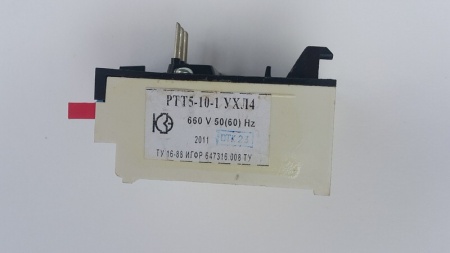 РТТ5-10-1 УХЛ4
660 V 50(60) Hz
2011
ТУ 16-88 ИГФР 647316.008 ТУ